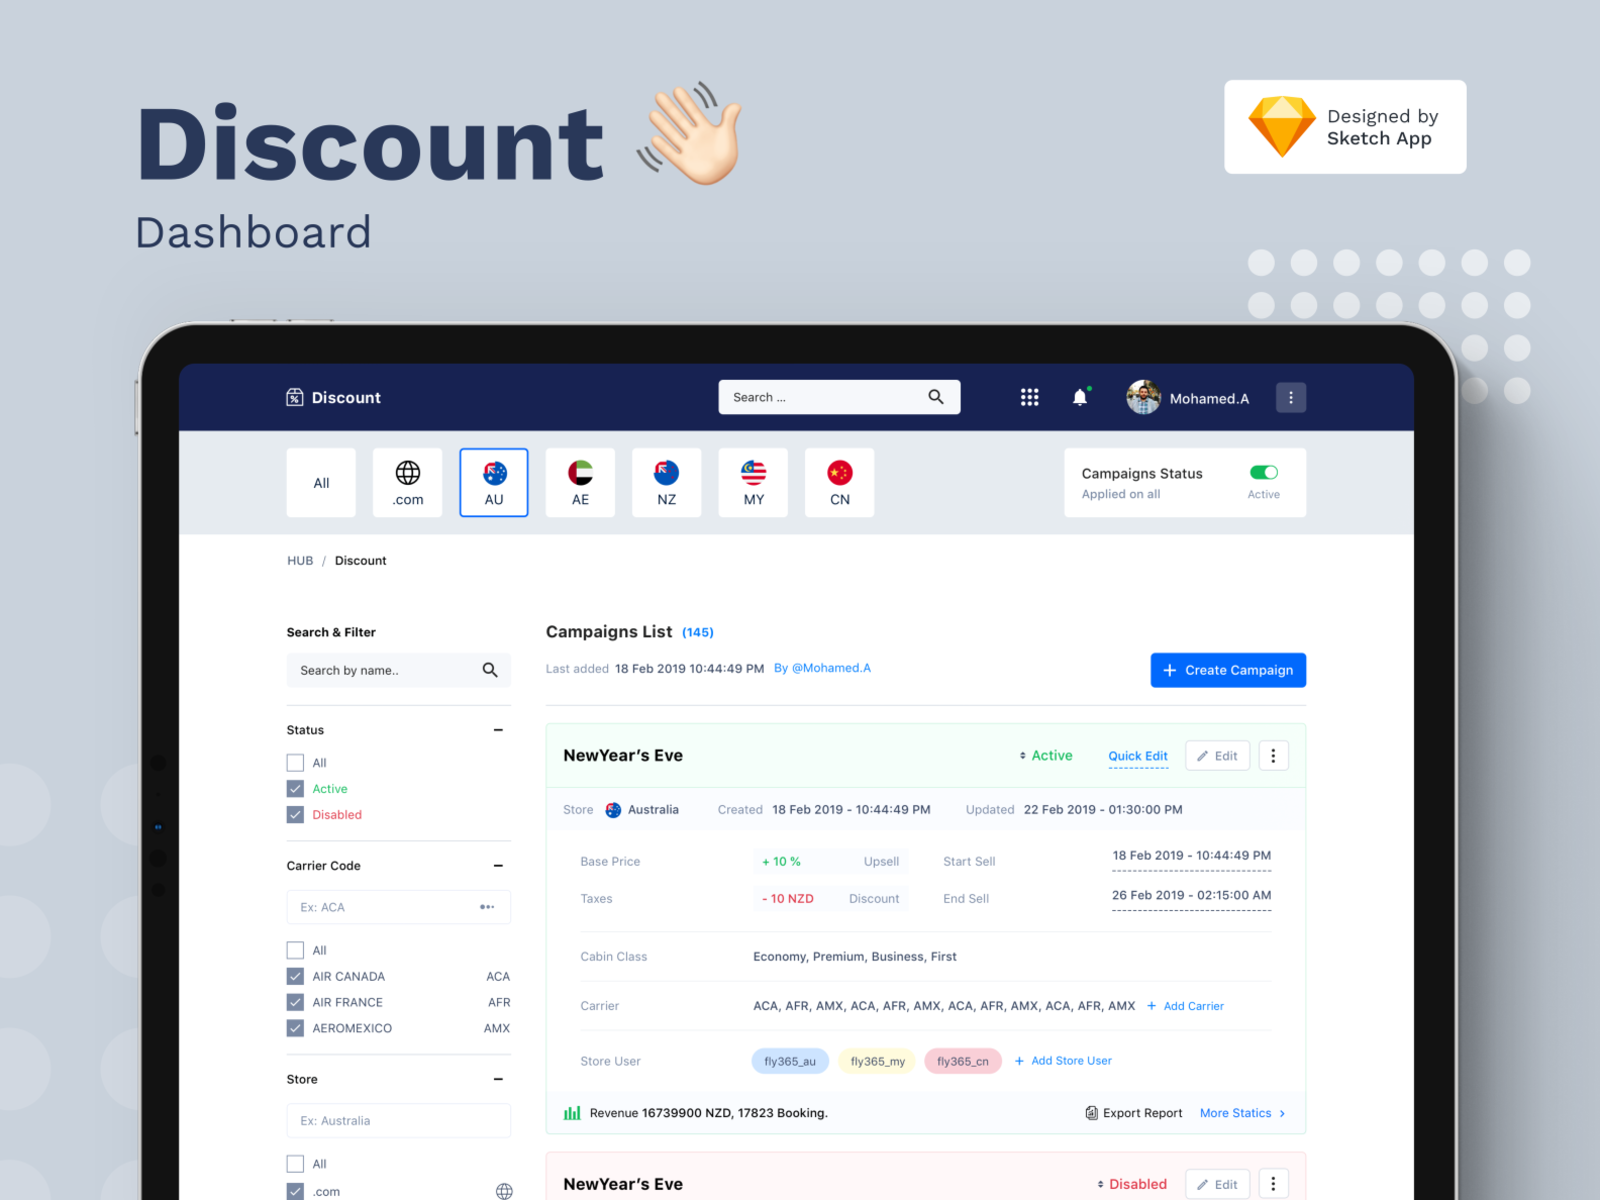 Discount
Dashboard
Designed by
Sketch App
Discount
Search ...
Mohamed.A
All
.com
AU
AE
NZ
MY
CN
Campaigns Status
Applied on all
Active
HUB / Discount
Search & Filter
Search by name..
Status
All
Active
Disabled
Carrier Code
Ex: ACA
All
AIR CANADA ACA
AIR FRANCE AFR
AEROMEXICO AMX
Store
Ex: Australia
All
.com
Campaigns List (145)
Last added 18 Feb 2019 10:44:49 PM By @Mohamed.A
+ Create Campaign
NewYear's Eve
Active
Quick Edit
Edit
Store Australia Created 18 Feb 2019 - 10:44:49 PM Updated 22 Feb 2019 - 01:30:00 PM
Base Price + 10 % Upsell Start Sell 18 Feb 2019 - 10:44:49 PM
Taxes - 10 NZD Discount End Sell 26 Feb 2019 - 02:15:00 AM
Cabin Class Economy, Premium, Business, First
Carrier ACA, AFR, AMX, ACA, AFR, AMX, ACA, AFR, AMX, ACA, AFR, AMX + Add Carrier
Store User fly365_au fly365_my fly365_cn + Add Store User
Revenue 16739900 NZD, 17823 Booking. Export Report More Statics >
NewYear's Eve
Disabled
Edit